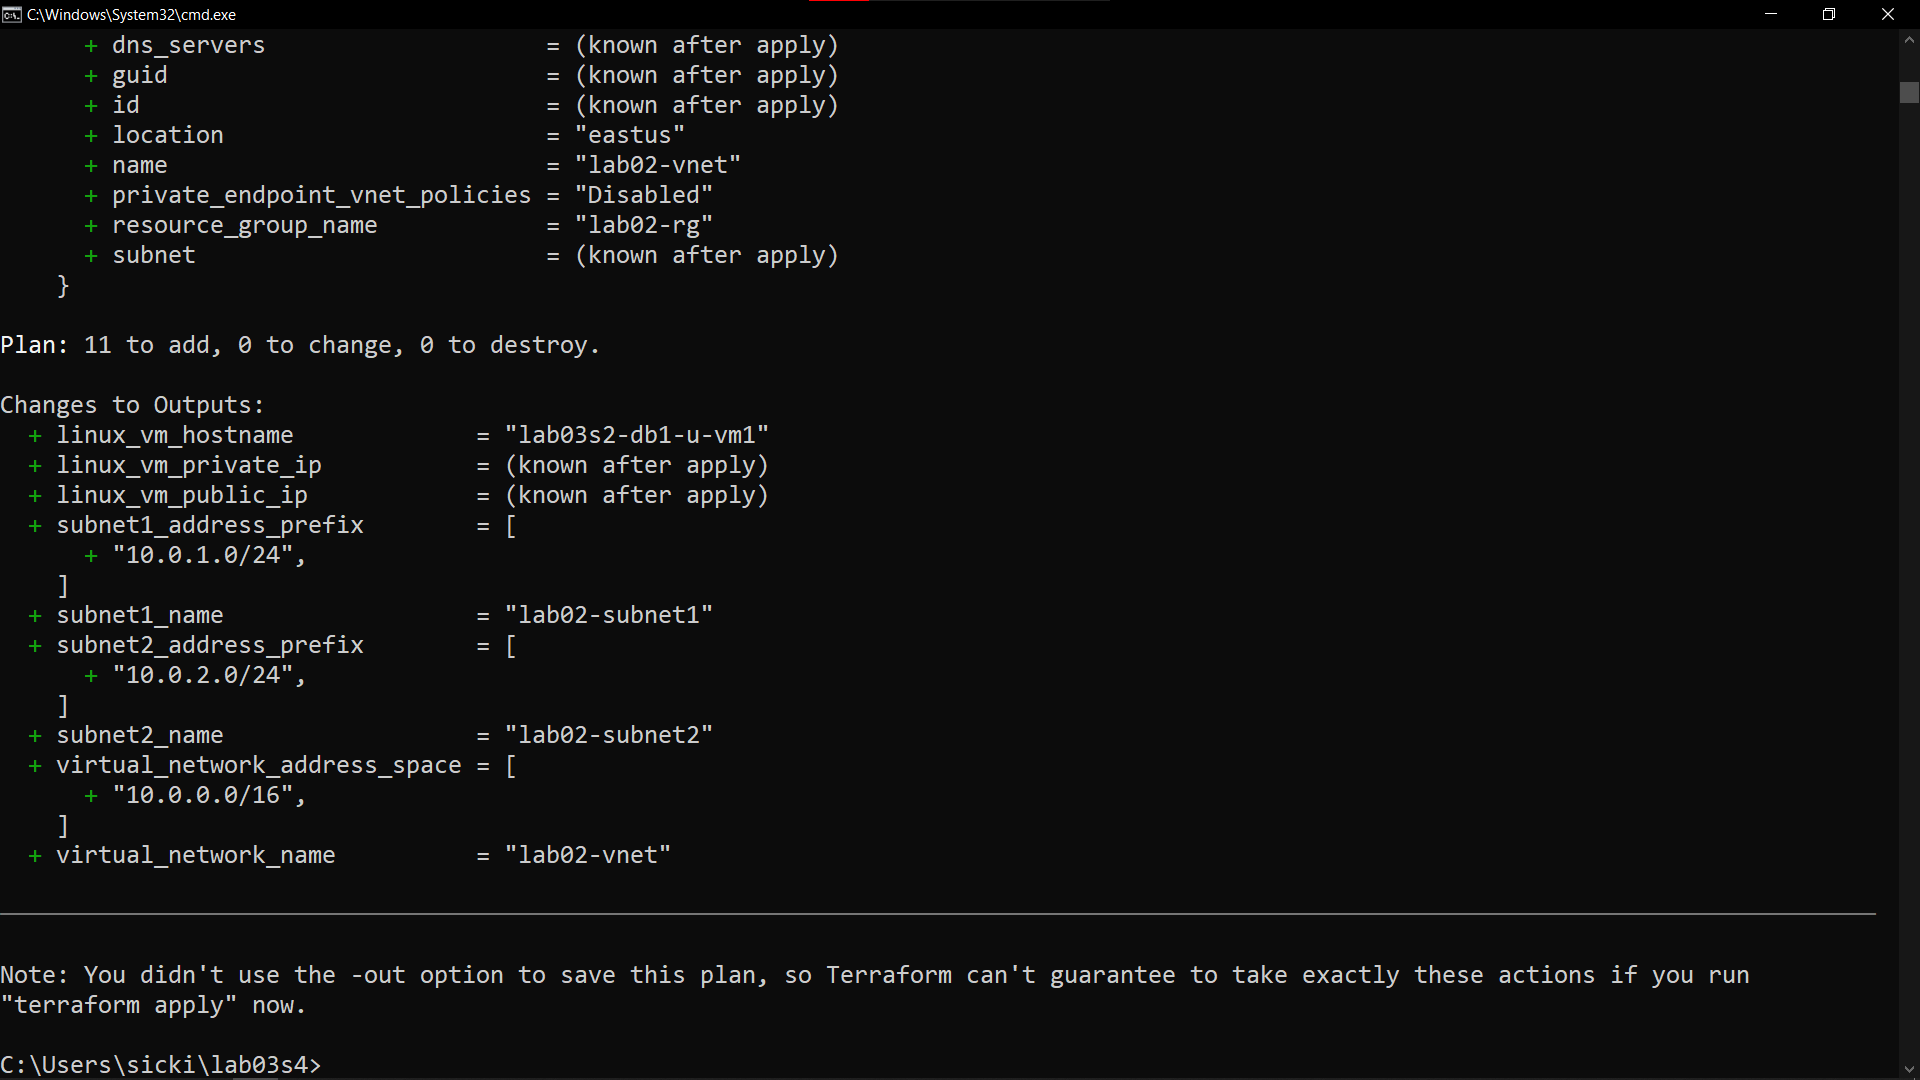 C:\Windows\System32\cmd.exe
      + dns_servers                    = (known after apply)
      + guid                           = (known after apply)
      + id                             = (known after apply)
      + location                       = "eastus"
      + name                           = "lab02-vnet"
      + private_endpoint_vnet_policies = "Disabled"
      + resource_group_name            = "lab02-rg"
      + subnet                         = (known after apply)
    }
Plan: 11 to add, 0 to change, 0 to destroy.
Changes to Outputs:
  + linux_vm_hostname             = "lab03s2-db1-u-vm1"
  + linux_vm_private_ip           = (known after apply)
  + linux_vm_public_ip            = (known after apply)
  + subnet1_address_prefix        = [
      + "10.0.1.0/24",
    ]
  + subnet1_name                  = "lab02-subnet1"
  + subnet2_address_prefix        = [
      + "10.0.2.0/24",
    ]
  + subnet2_name                  = "lab02-subnet2"
  + virtual_network_address_space = [
      + "10.0.0.0/16",
    ]
  + virtual_network_name          = "lab02-vnet"
Note: You didn't use the -out option to save this plan, so Terraform can't guarantee to take exactly these actions if you run
"terraform apply" now.
C:\Users\sicki\lab03s4>